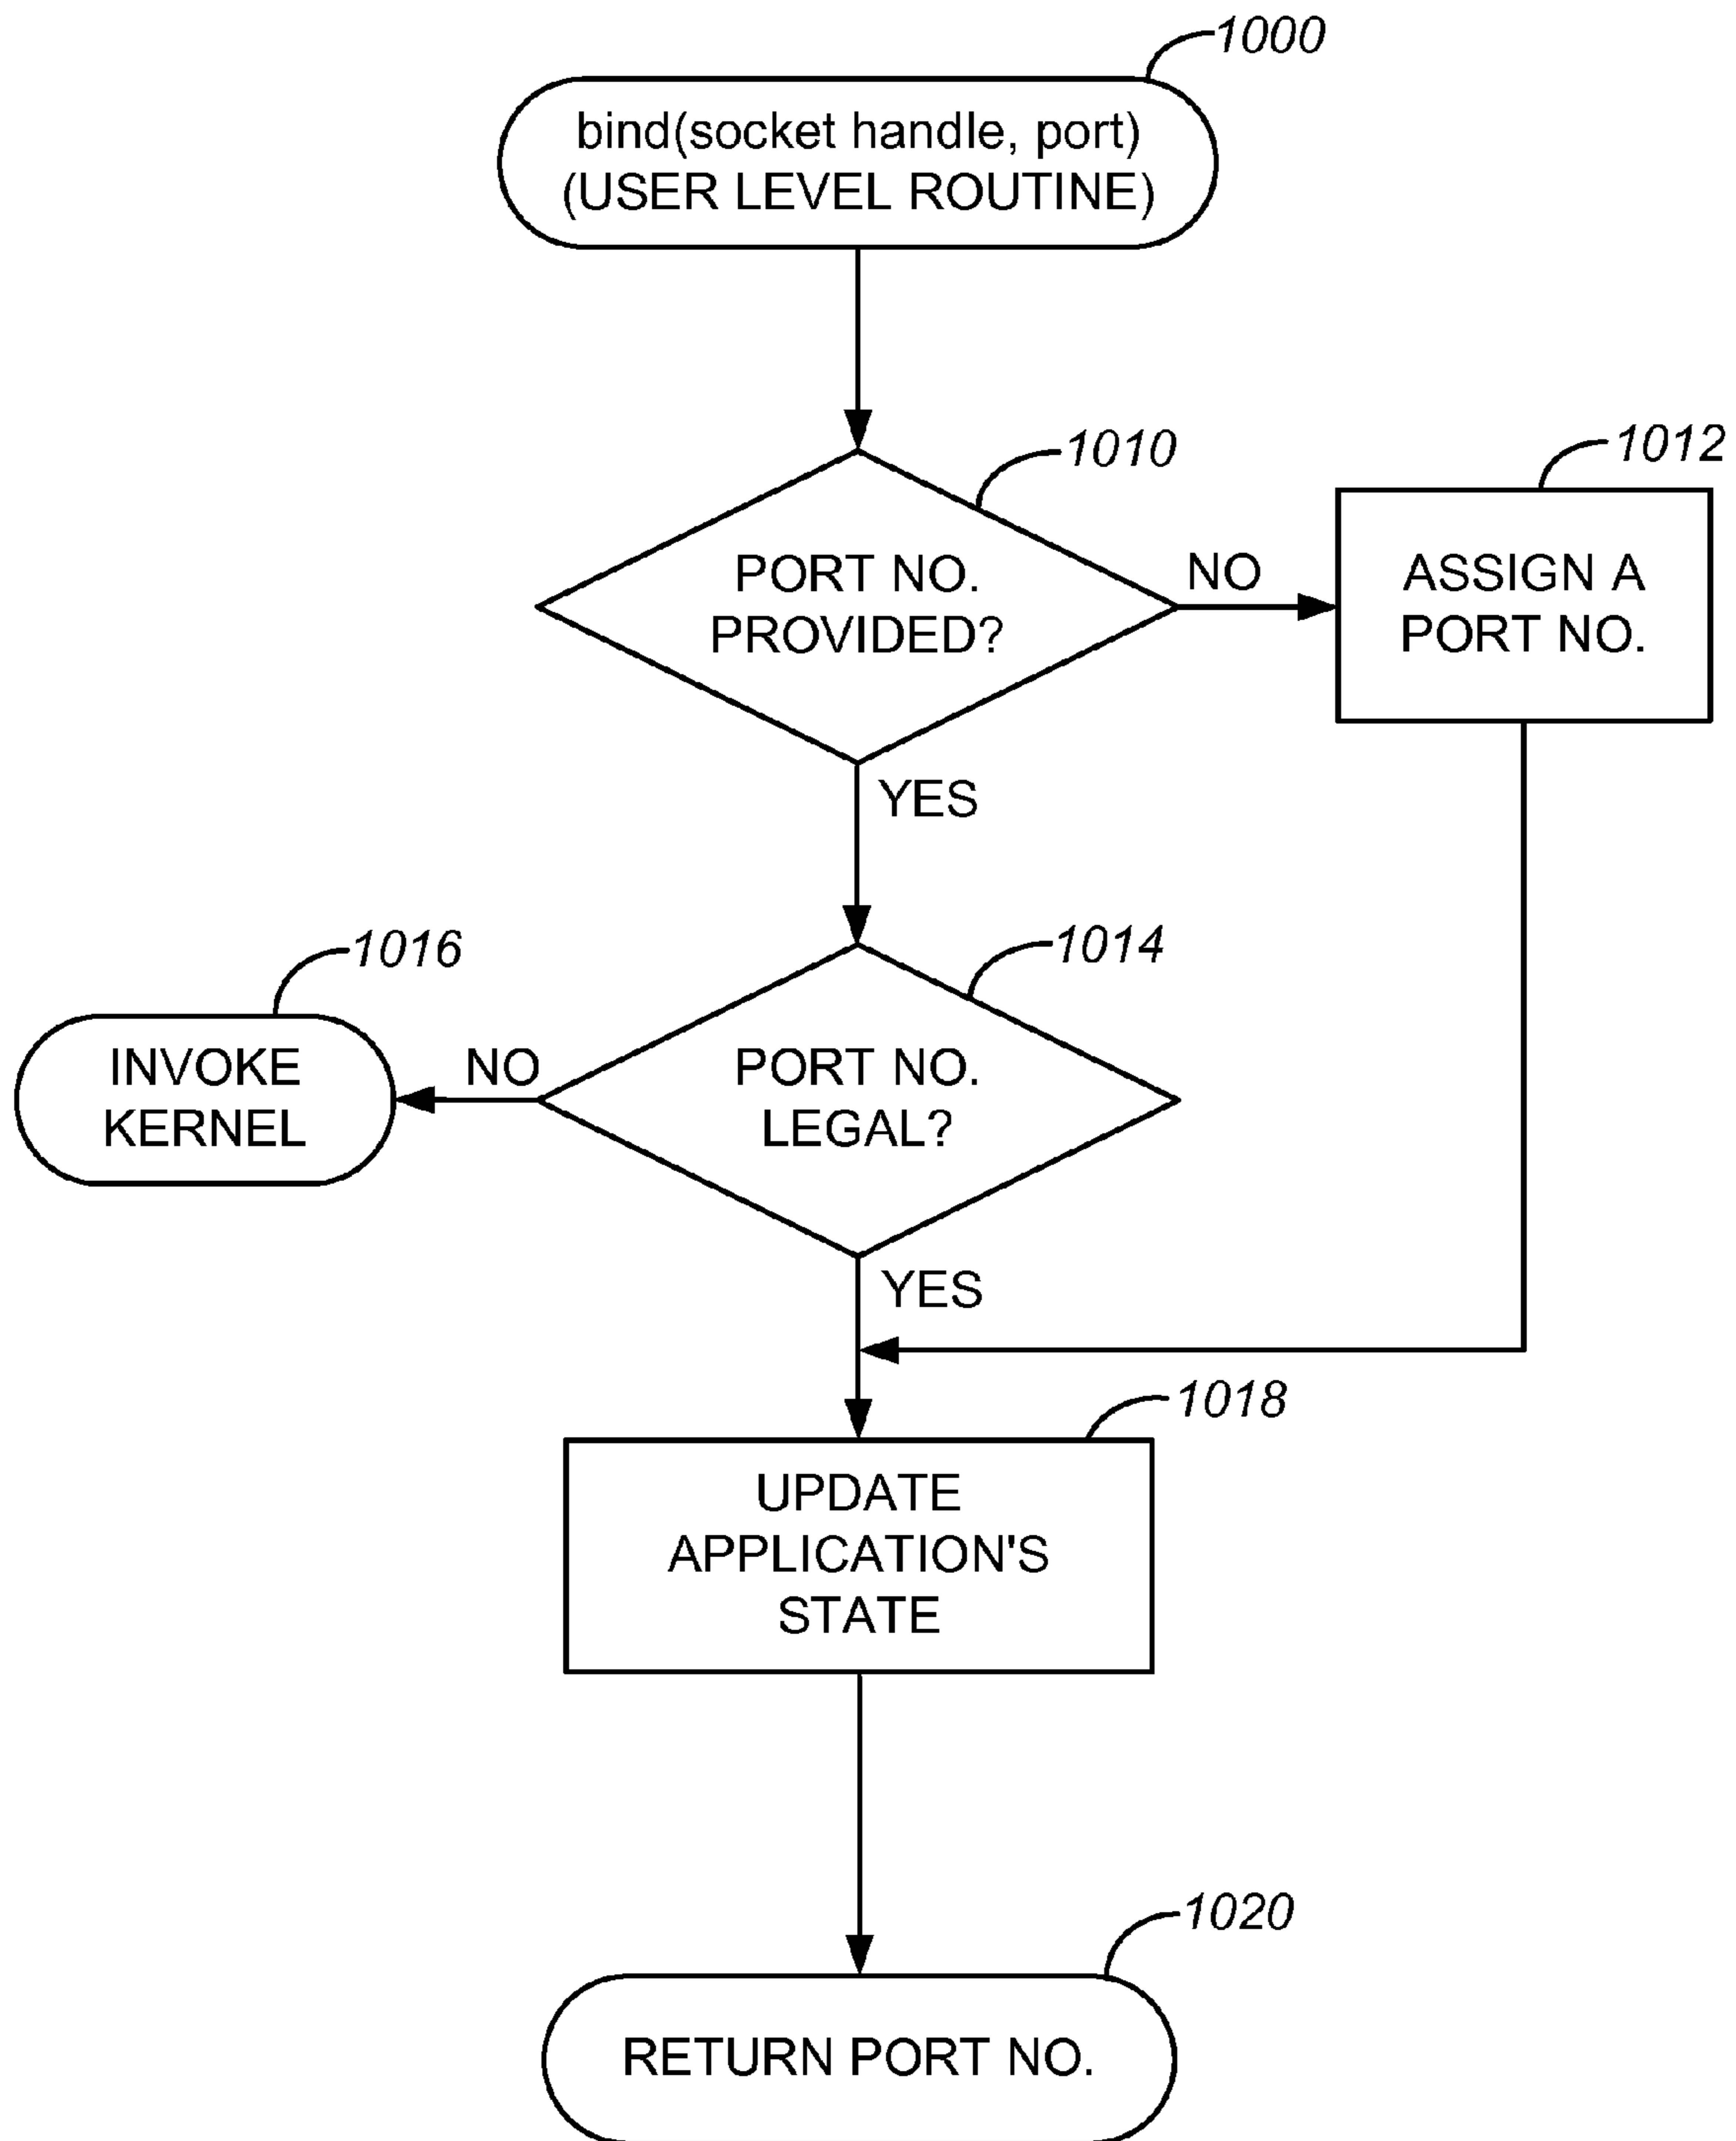 1000
bind(socket handle, port)
(USER LEVEL ROUTINE)
1010
PORT NO.
PROVIDED?
NO
1012
ASSIGN A
PORT NO.
YES
1014
PORT NO.
LEGAL?
NO
1016
INVOKE
KERNEL
YES
1018
UPDATE
APPLICATION'S
STATE
1020
RETURN PORT NO.